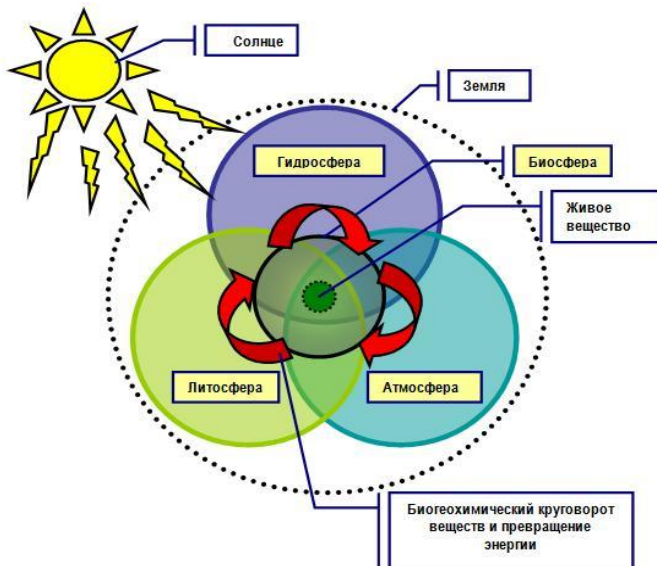 Солнце
Земля
Гидросфера
Биосфера
Живое
вещество
Литосфера
Атмосфера
Биогеохимический круговорот
веществ и превращение
энергии